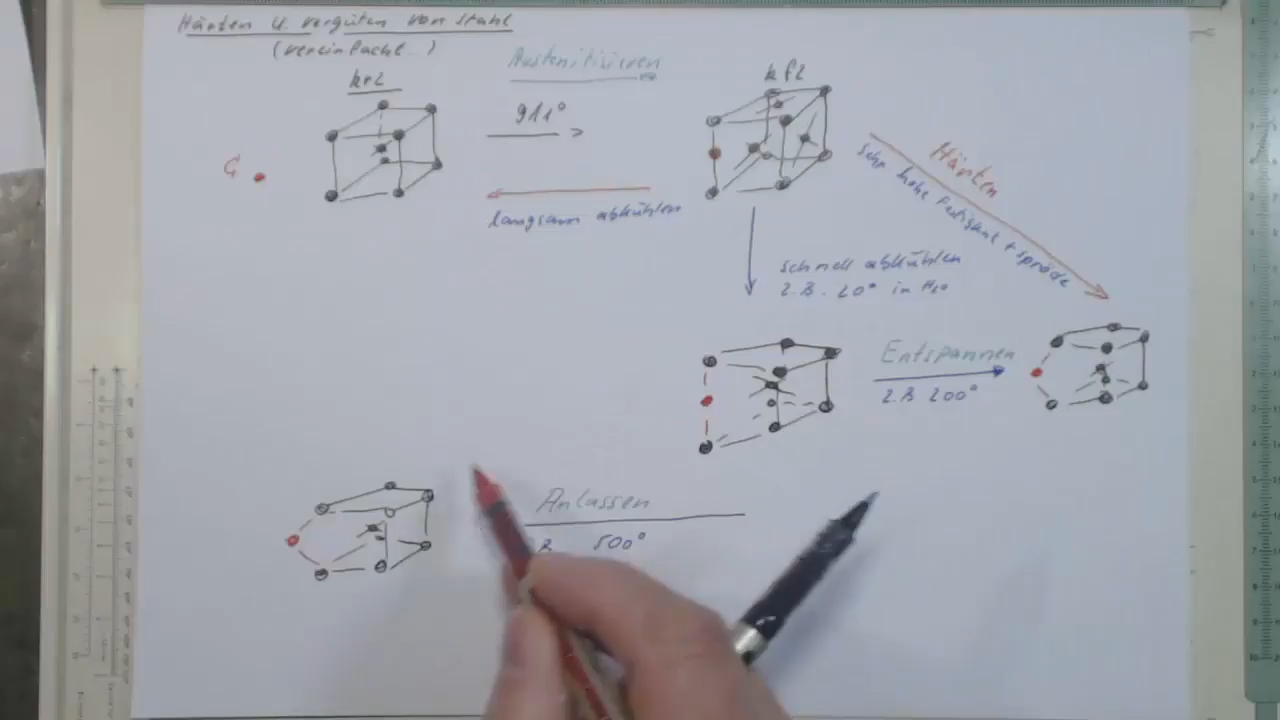 Härten u. vergüten von Stahl
(vereinfacht..)
krz
Austenitisieren
kfz
911°
C
langsam abkühlen
Härten
Sehr hohe Festigkeit + spröde
schnell abkühlen
z.B. 20° in H₂O
Entspannen
z.B 200°
Anlassen
B 500°